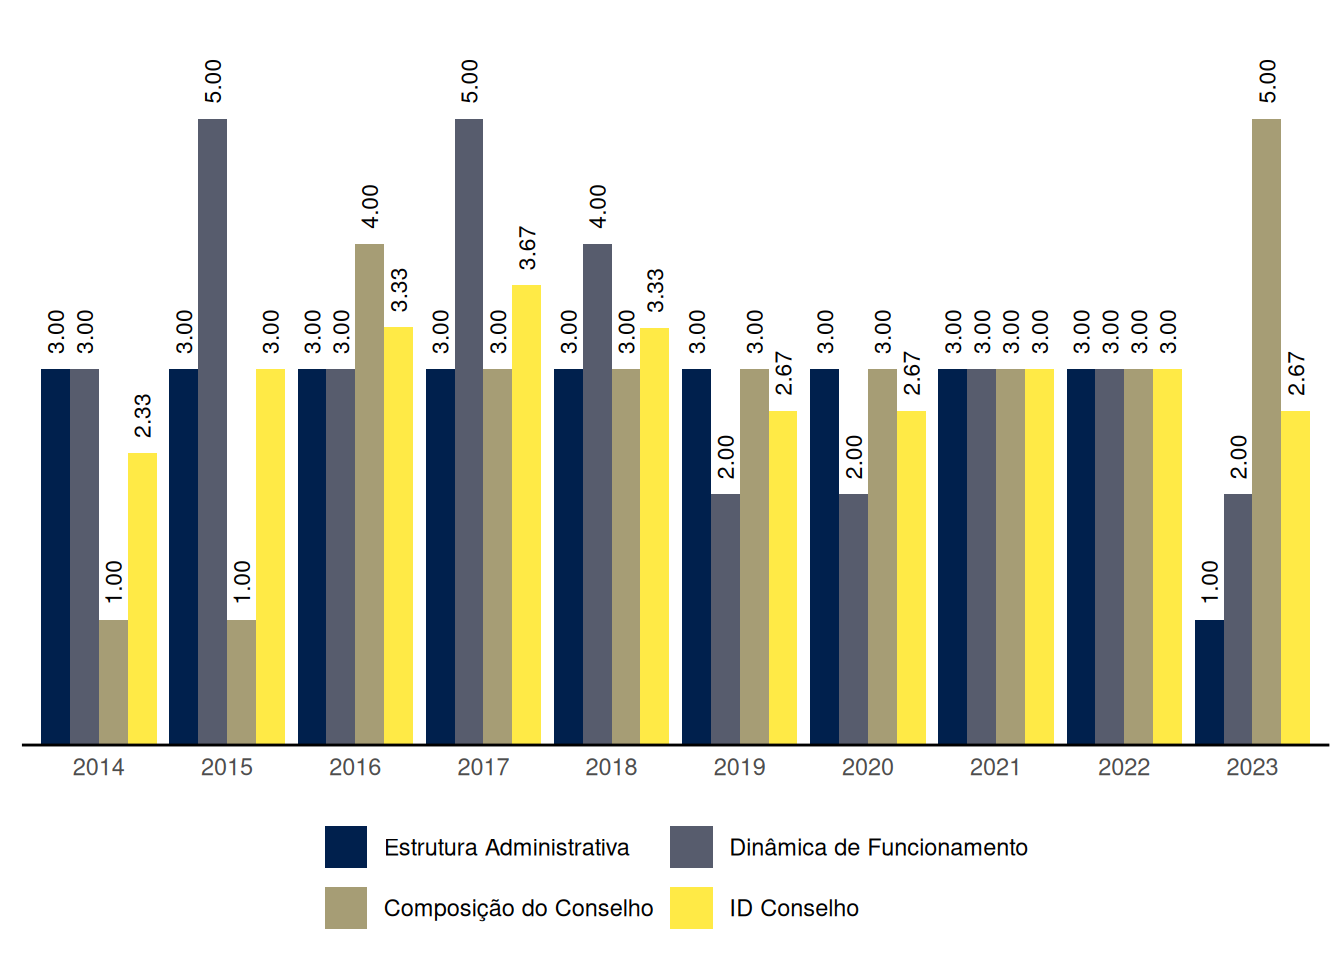 3.00 3.00 1.00 2.33
3.00 5.00 1.00 3.00
3.00 3.00 4.00 3.33
3.00 5.00 3.00 3.67
3.00 4.00 3.00 3.33
3.00 2.00 3.00 2.67
3.00 2.00 3.00 2.67
3.00 3.00 3.00 3.00
3.00 3.00 3.00 3.00
1.00 2.00 5.00 2.67
2014 2015 2016 2017 2018 2019 2020 2021 2022 2023
Estrutura Administrativa Dinâmica de Funcionamento
Composição do Conselho ID Conselho